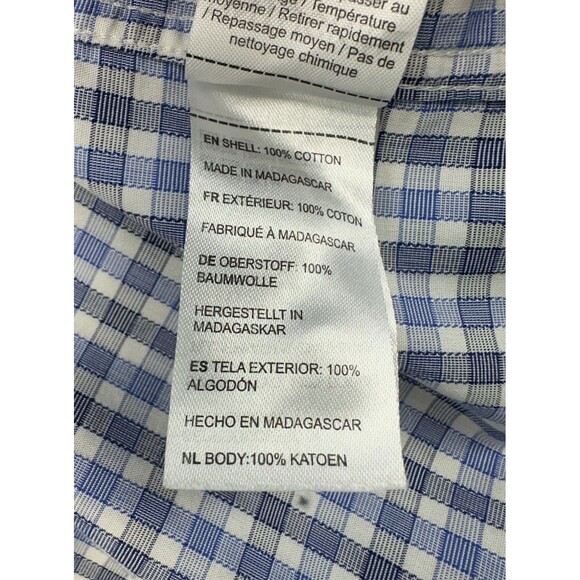 / Température
moyenne / Retirer rapidement
/ Repassage moyen / Pas de
nettoyage chimique
EN SHELL: 100% COTTON
MADE IN MADAGASCAR
FR EXTÉRIEUR: 100% COTON
FABRIQUÉ À MADAGASCAR
DE OBERSTOFF: 100%
BAUMWOLLE
HERGESTELLT IN
MADAGASKAR
ES TELA EXTERIOR: 100%
ALGODÓN
HECHO EN MADAGASCAR
NL BODY:100% KATOEN